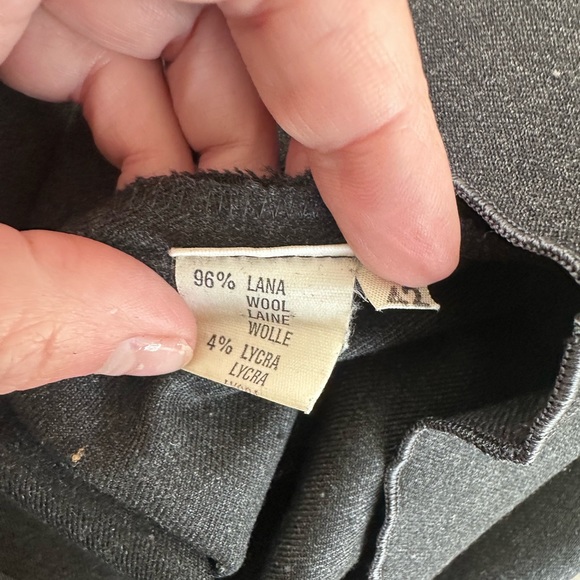 96% LANA
WOOL
LAINE
WOLLE
4% LYCRA
LYCRA